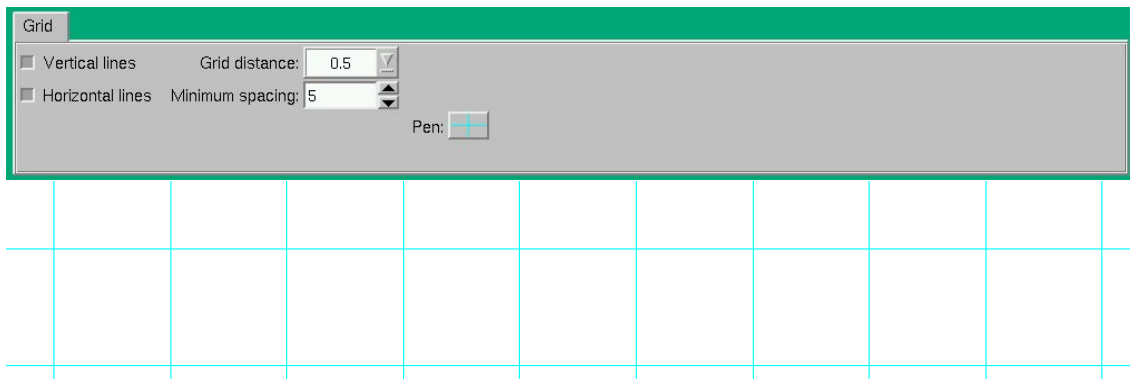 Grid
Vertical lines Grid distance: 0.5
Horizontal lines Minimum spacing: 5
Pen: